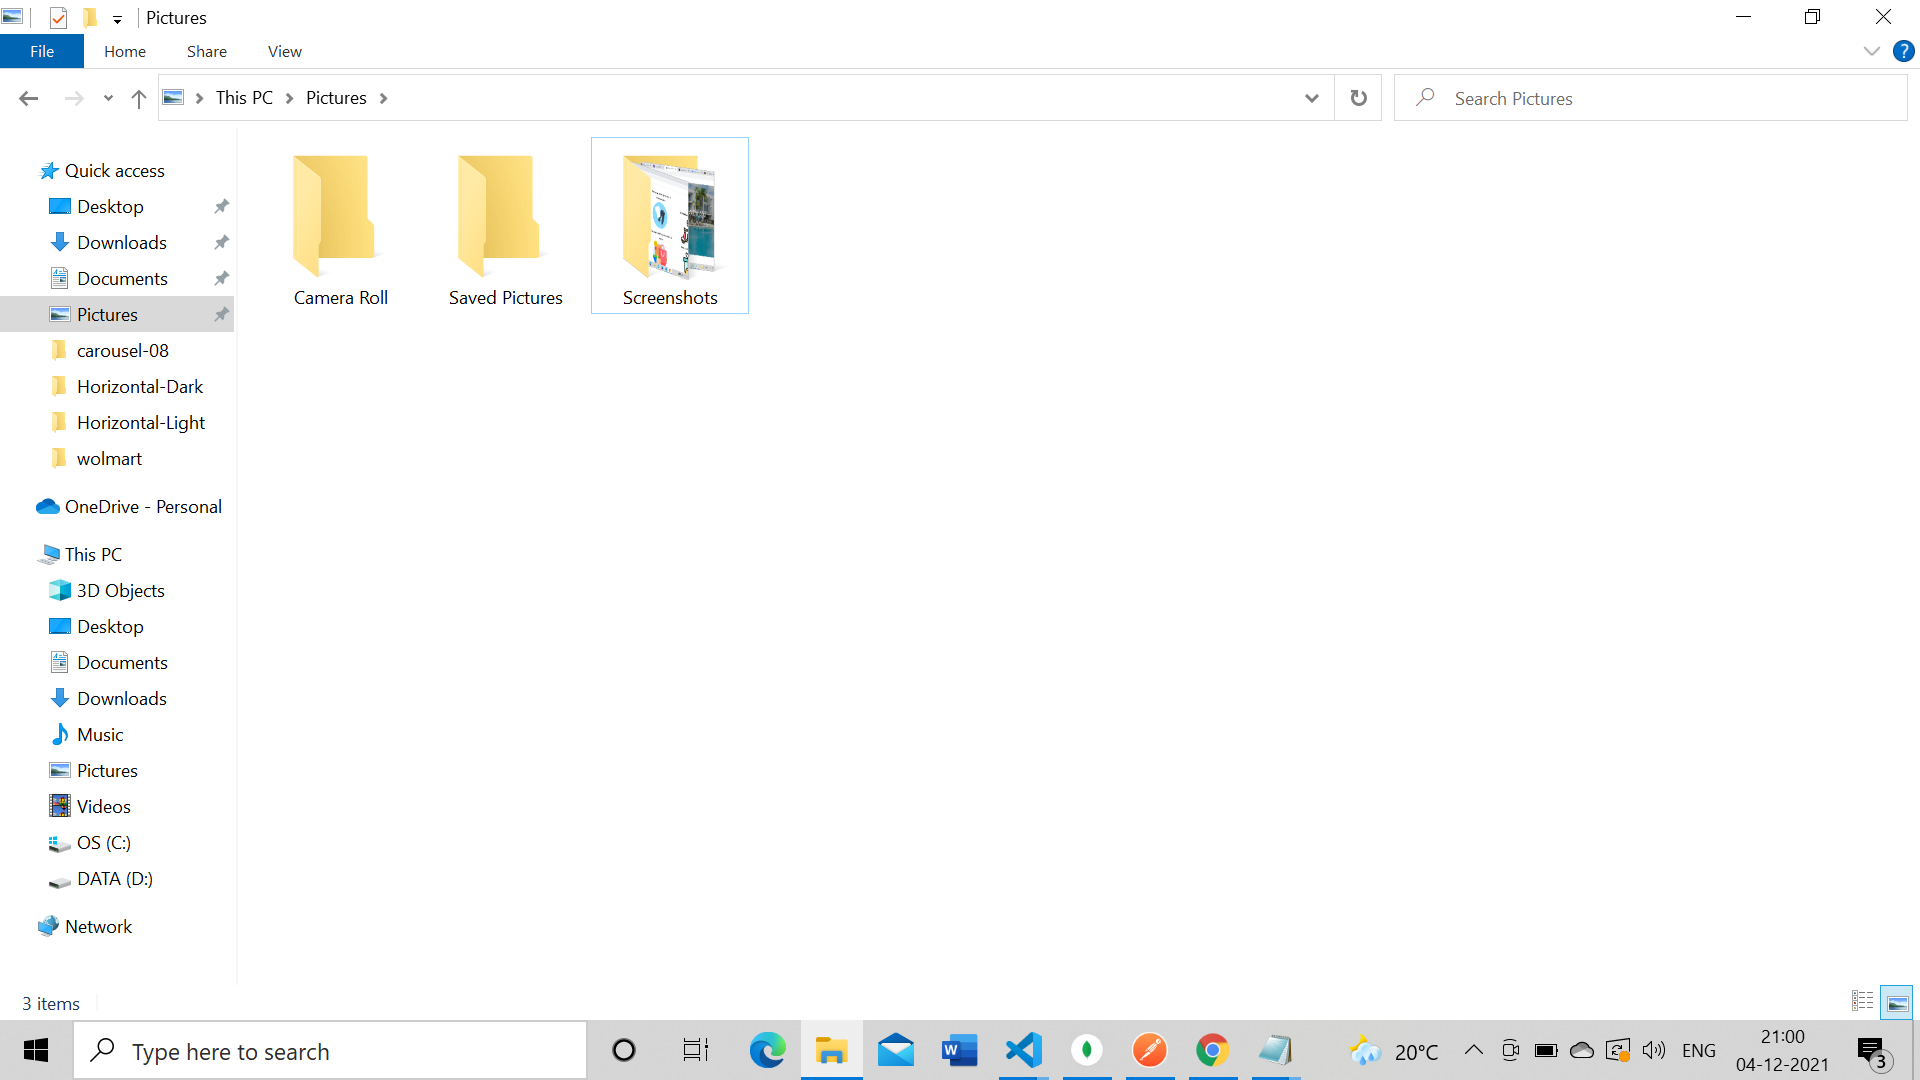 Pictures
File Home Share View
This PC Pictures
Search Pictures
Quick access
Desktop
Downloads
Documents
Pictures
carousel-08
Horizontal-Dark
Horizontal-Light
wolmart
OneDrive - Personal
This PC
3D Objects
Desktop
Documents
Downloads
Music
Pictures
Videos
OS (C:)
DATA (D:)
Network
Camera Roll Saved Pictures Screenshots
3 items
Type here to search
20°C
ENG
21:00
04-12-2021
3